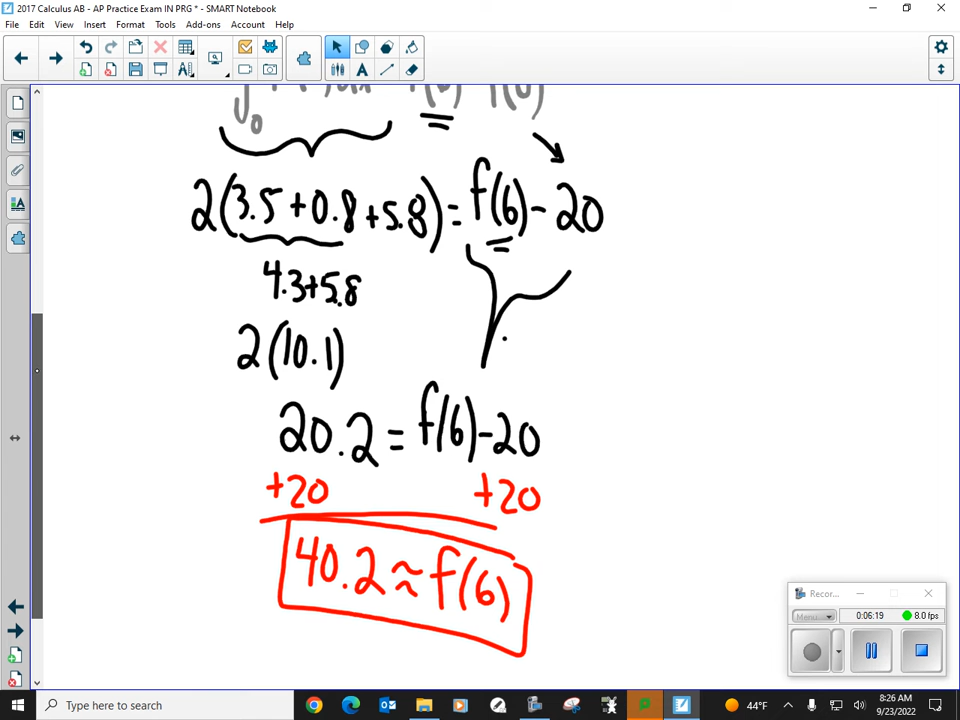 2017 Calculus AB - AP Practice Exam IN PRG * - SMART Notebook
File Edit View Insert Format Tools Add-ons Account Help
2(3.5+0.8+5.8)=f(6)-20
4.3+5.8
2(10.1)
20.2=f(6)-20
+20 +20
40.2≈f(6)
Recor...
Menu
0:06:19 8.0 fps
Type here to search
44°F
8:26 AM
9/23/2022